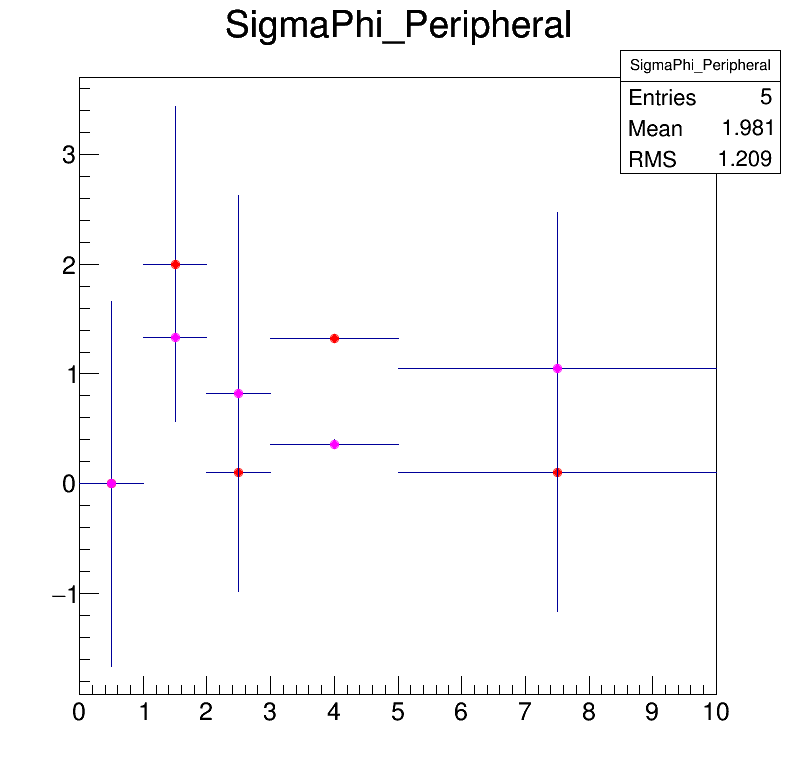 SigmaPhi_Peripheral
SigmaPhi_Peripheral
Entries 5
Mean 1.981
RMS 1.209
3
2
1
0
−1
0 1 2 3 4 5 6 7 8 9 10